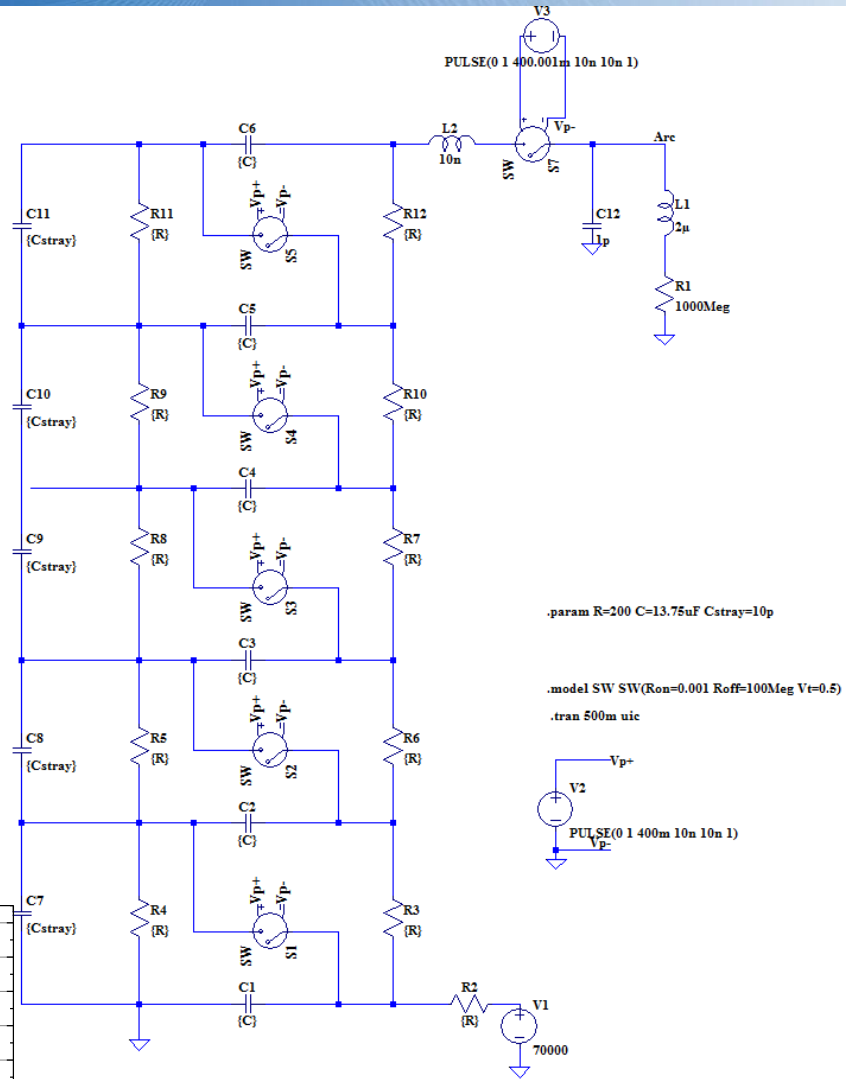 V3
PULSE(0 1 400.001m 10n 10n 1)
+ -
Vp-
SW
S7
L2
10n
Arc
C12
1p
L1
2µ
R1
1000Meg
C6
{C}
C11
{Cstray}
R11
{R}
Vp+
Vp-
SW
S5
R12
{R}
C5
{C}
C10
{Cstray}
R9
{R}
Vp+
Vp-
SW
S4
R10
{R}
C4
{C}
C9
{Cstray}
R8
{R}
Vp+
Vp-
SW
S3
R7
{R}
.param R=200 C=13.75uF Cstray=10p
C3
{C}
.model SW SW(Ron=0.001 Roff=100Meg Vt=0.5)
.tran 500m uic
C8
{Cstray}
R5
{R}
Vp+
Vp-
SW
S2
R6
{R}
Vp+
V2
PULSE(0 1 400m 10n 10n 1)
Vp-
C2
{C}
C7
{Cstray}
R4
{R}
Vp+
Vp-
SW
S1
R3
{R}
C1
{C}
R2
{R}
V1
70000